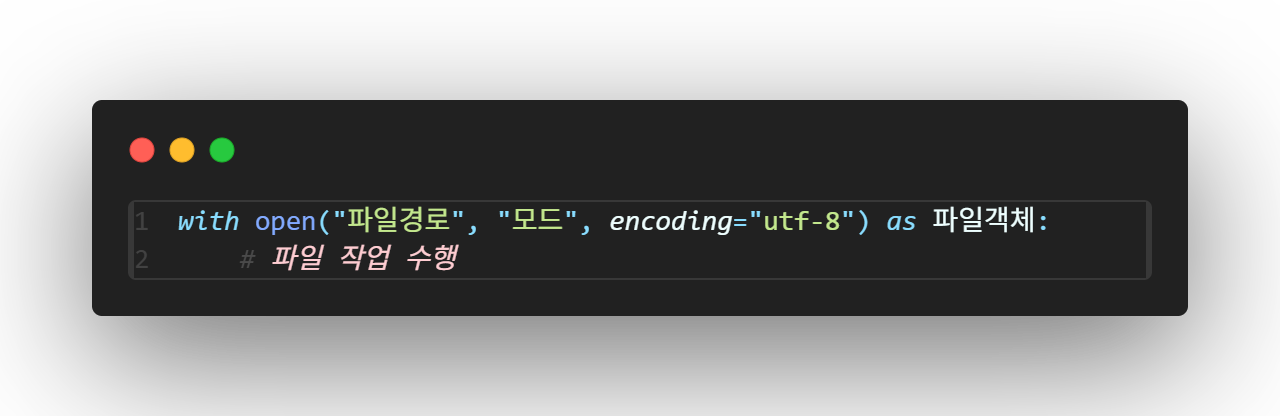 1 with open("파일경로", "모드", encoding="utf-8") as 파일객체:
2     # 파일 작업 수행